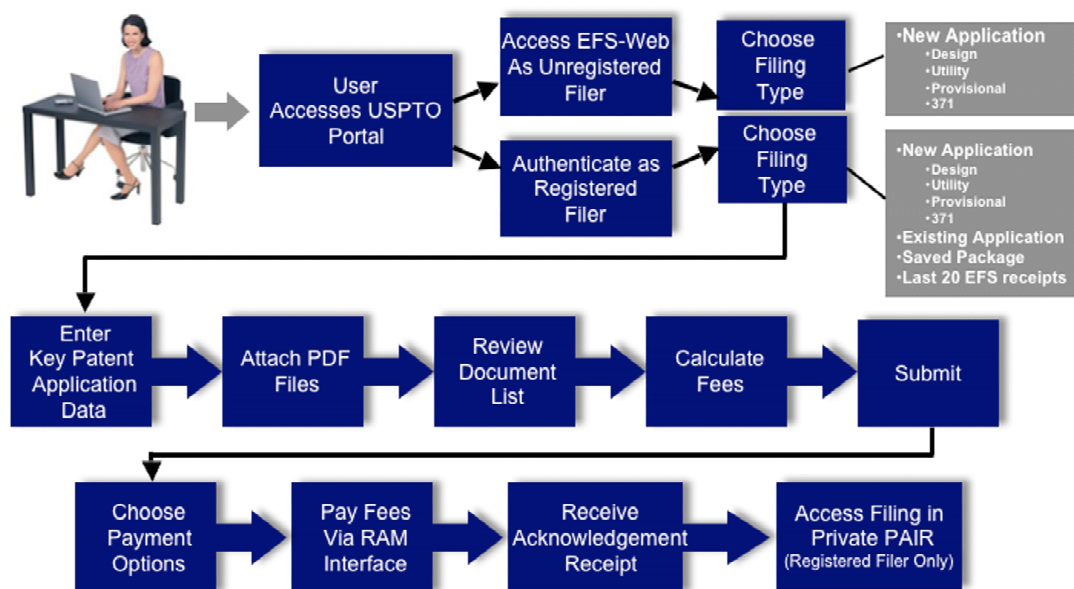 User
Accesses USPTO
Portal
Access EFS-Web
As Unregistered
Filer
Choose
Filing
Type
•New Application
•Design
•Utility
•Provisional
•371
Authenticate as
Registered
Filer
Choose
Filing
Type
•New Application
•Design
•Utility
•Provisional
•371
•Existing Application
•Saved Package
•Last 20 EFS receipts
Enter
Key Patent
Application
Data
Attach PDF
Files
Review
Document
List
Calculate
Fees
Submit
Choose
Payment
Options
Pay Fees
Via RAM
Interface
Receive
Acknowledgement
Receipt
Access Filing in
Private PAIR
(Registered Filer Only)